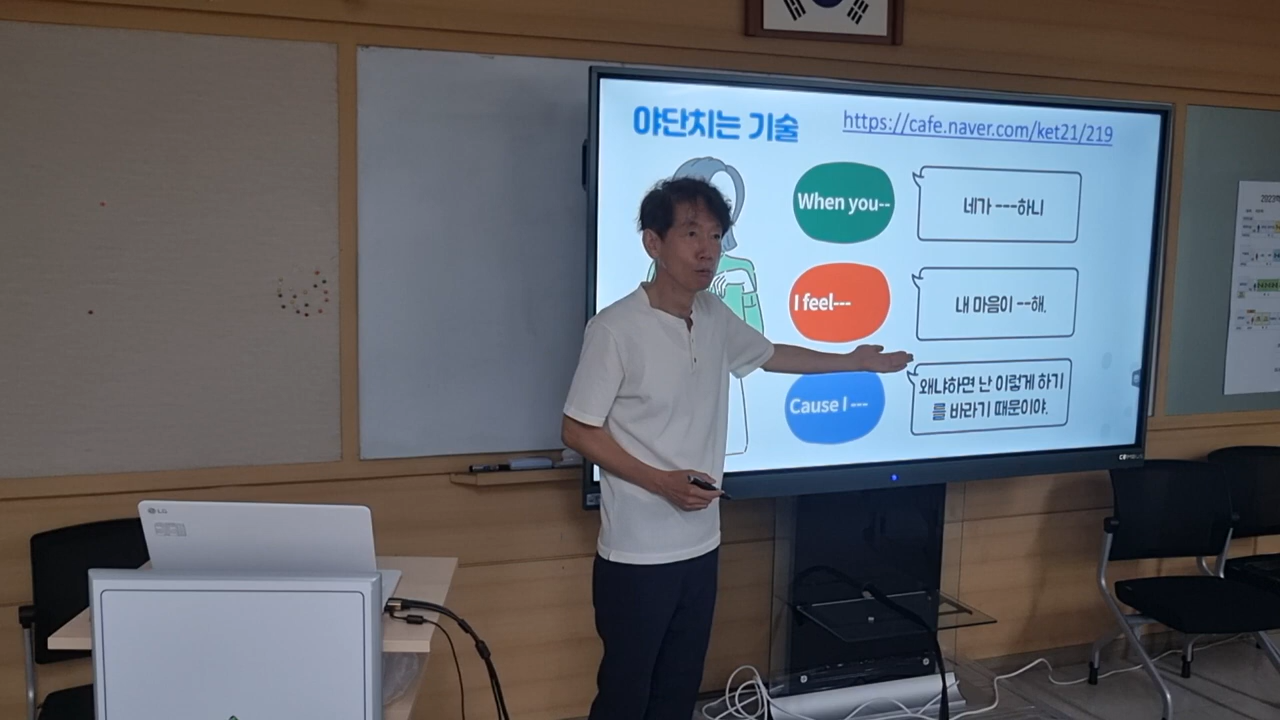 야단치는 기술
https://cafe.naver.com/ket21/219
When you--
네가 ---하니
I feel---
내 마음이 --해.
Cause I ---
왜냐하면 난 이렇게 하기
를 바라기 때문이야.
LG
2023